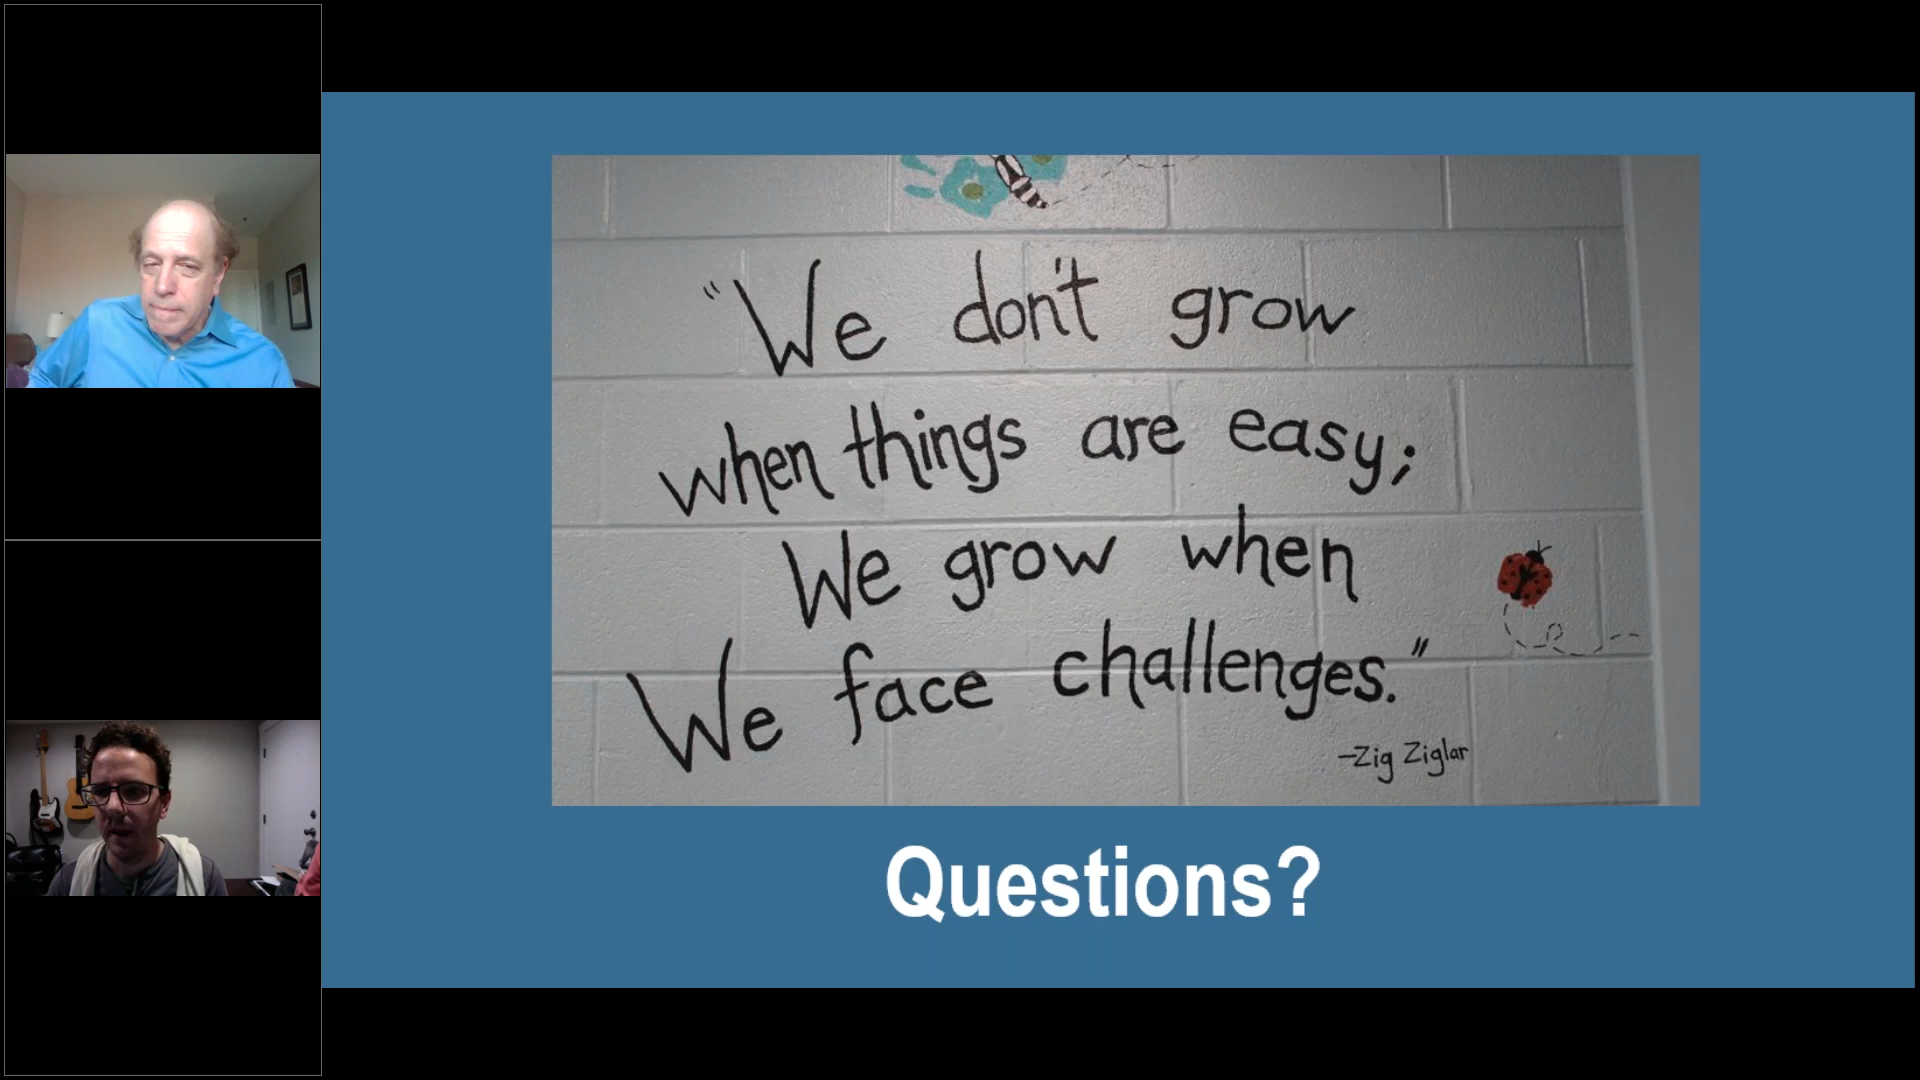 “We don't grow
when things are easy;
We grow when
We face challenges.”
—Zig Ziglar
Questions?